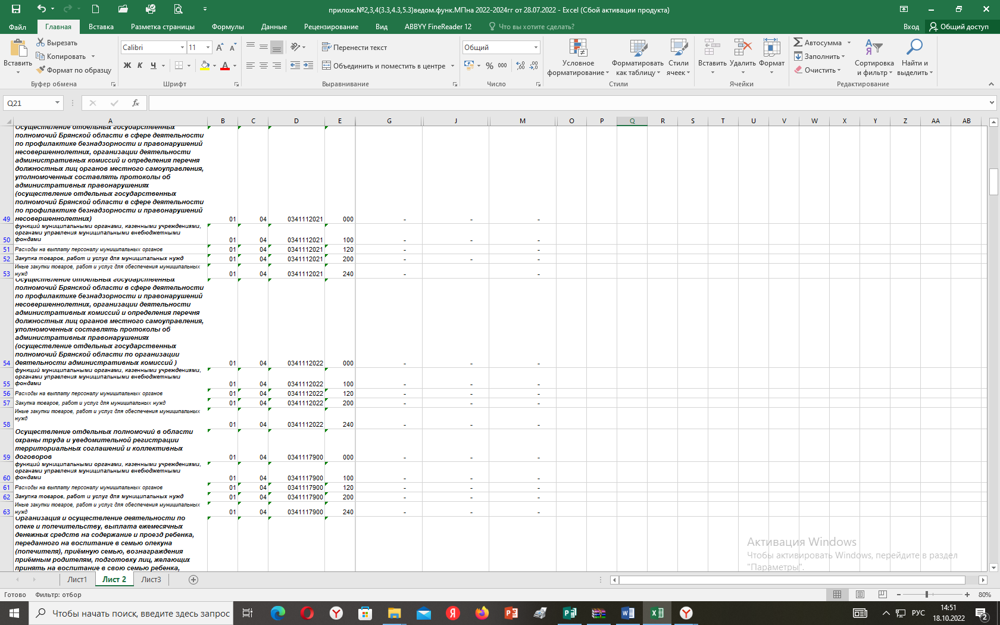 прилож.№2,3,4(3.3,4.3,5.3)ведом.функ.МПна 2022-2024гг от 28.07.2022 - Excel (Сбой активации продукта)
Файл Главная Вставка Разметка страницы Формулы Данные Рецензирование Вид ABBYY FineReader 12 Что вы хотите сделать? Вход Общий доступ
Вставить
Вырезать
Копировать
Формат по образцу
Буфер обмена
Calibri 11
Ж К Ч
Шрифт
Перенести текст
Объединить и поместить в центре
Выравнивание
Общий
% 000
Число
Условное форматирование
Форматировать как таблицу
Стили ячеек
Стили
Вставить Удалить Формат
Ячейки
Автосумма
Заполнить
Очистить
Сортировка и фильтр
Найти и выделить
Редактирование
Q21 fx
A B C D E G J M O P Q R S T U V W X Y Z AA AB
Осуществление отдельных государственных
полномочий Брянской области в сфере деятельности
по профилактике безнадзорности и правонарушений
несовершеннолетних, организации деятельности
административных комиссий и определения перечня
должностных лиц органов местного самоуправления,
уполномоченных составлять протоколы об
административных правонарушениях
(осуществление отдельных государственных
полномочий Брянской области в сфере деятельности
по профилактике безнадзорности и правонарушений
49 несовершеннолетних) 01 04 0341112021 000 - - -
функций муниципальными органами, казенными учреждениями,
органами управления муниципальными внебюджетными
50 фондами 01 04 0341112021 100 - - -
51 Расходы на выплату персоналу муниципальных органов 01 04 0341112021 120 - -
52 Закупка товаров, работ и услуг для муниципальных нужд 01 04 0341112021 200 - - -
Иные закупки товаров, работ и услуг для обеспечения муниципальных
53 нужд 01 04 0341112021 240 - -
Осуществление отдельных государственных
полномочий Брянской области в сфере деятельности
по профилактике безнадзорности и правонарушений
несовершеннолетних, организации деятельности
административных комиссий и определения перечня
должностных лиц органов местного самоуправления,
уполномоченных составлять протоколы об
административных правонарушениях
(осуществление отдельных государственных
полномочий Брянской области по организации
54 деятельности административных комиссий ) 01 04 0341112022 000 - - -
функций муниципальными органами, казенными учреждениями,
органами управления муниципальными внебюджетными
55 фондами 01 04 0341112022 100 - - -
56 Расходы на выплату персоналу муниципальных органов 01 04 0341112022 120 - - -
57 Закупка товаров, работ и услуг для муниципальных нужд 01 04 0341112022 200 - - -
Иные закупки товаров, работ и услуг для обеспечения муниципальных
58 нужд 01 04 0341112022 240 - - -
Осуществление отдельных полномочий в области
охраны труда и уведомительной регистрации
территориальных соглашений и коллективных
59 договоров 01 04 0341117900 000 - - -
функций муниципальными органами, казенными учреждениями,
органами управления муниципальными внебюджетными
60 фондами 01 04 0341117900 100 - - -
61 Расходы на выплату персоналу муниципальных органов 01 04 0341117900 120 - - -
62 Закупка товаров, работ и услуг для муниципальных нужд 01 04 0341117900 200 - - -
Иные закупки товаров, работ и услуг для обеспечения муниципальных
63 нужд 01 04 0341117900 240 - - -
Организация и осуществление деятельности по
опеке и попечительству, выплата ежемесячных
денежных средств на содержание и проезд ребенка,
переданного на воспитание в семью опекуна
(попечителя), приёмную семью, вознаграждения
приёмным родителям, подготовку лиц, желающих
принять на воспитание в свою семью ребенка,
Активация Windows
Чтобы активировать Windows, перейдите в раздел
"Параметры".
Лист1 Лист 2 Лист3
Готово Фильтр: отбор 80%
Чтобы начать поиск, введите здесь запрос
РУС 14:51
18.10.2022 2